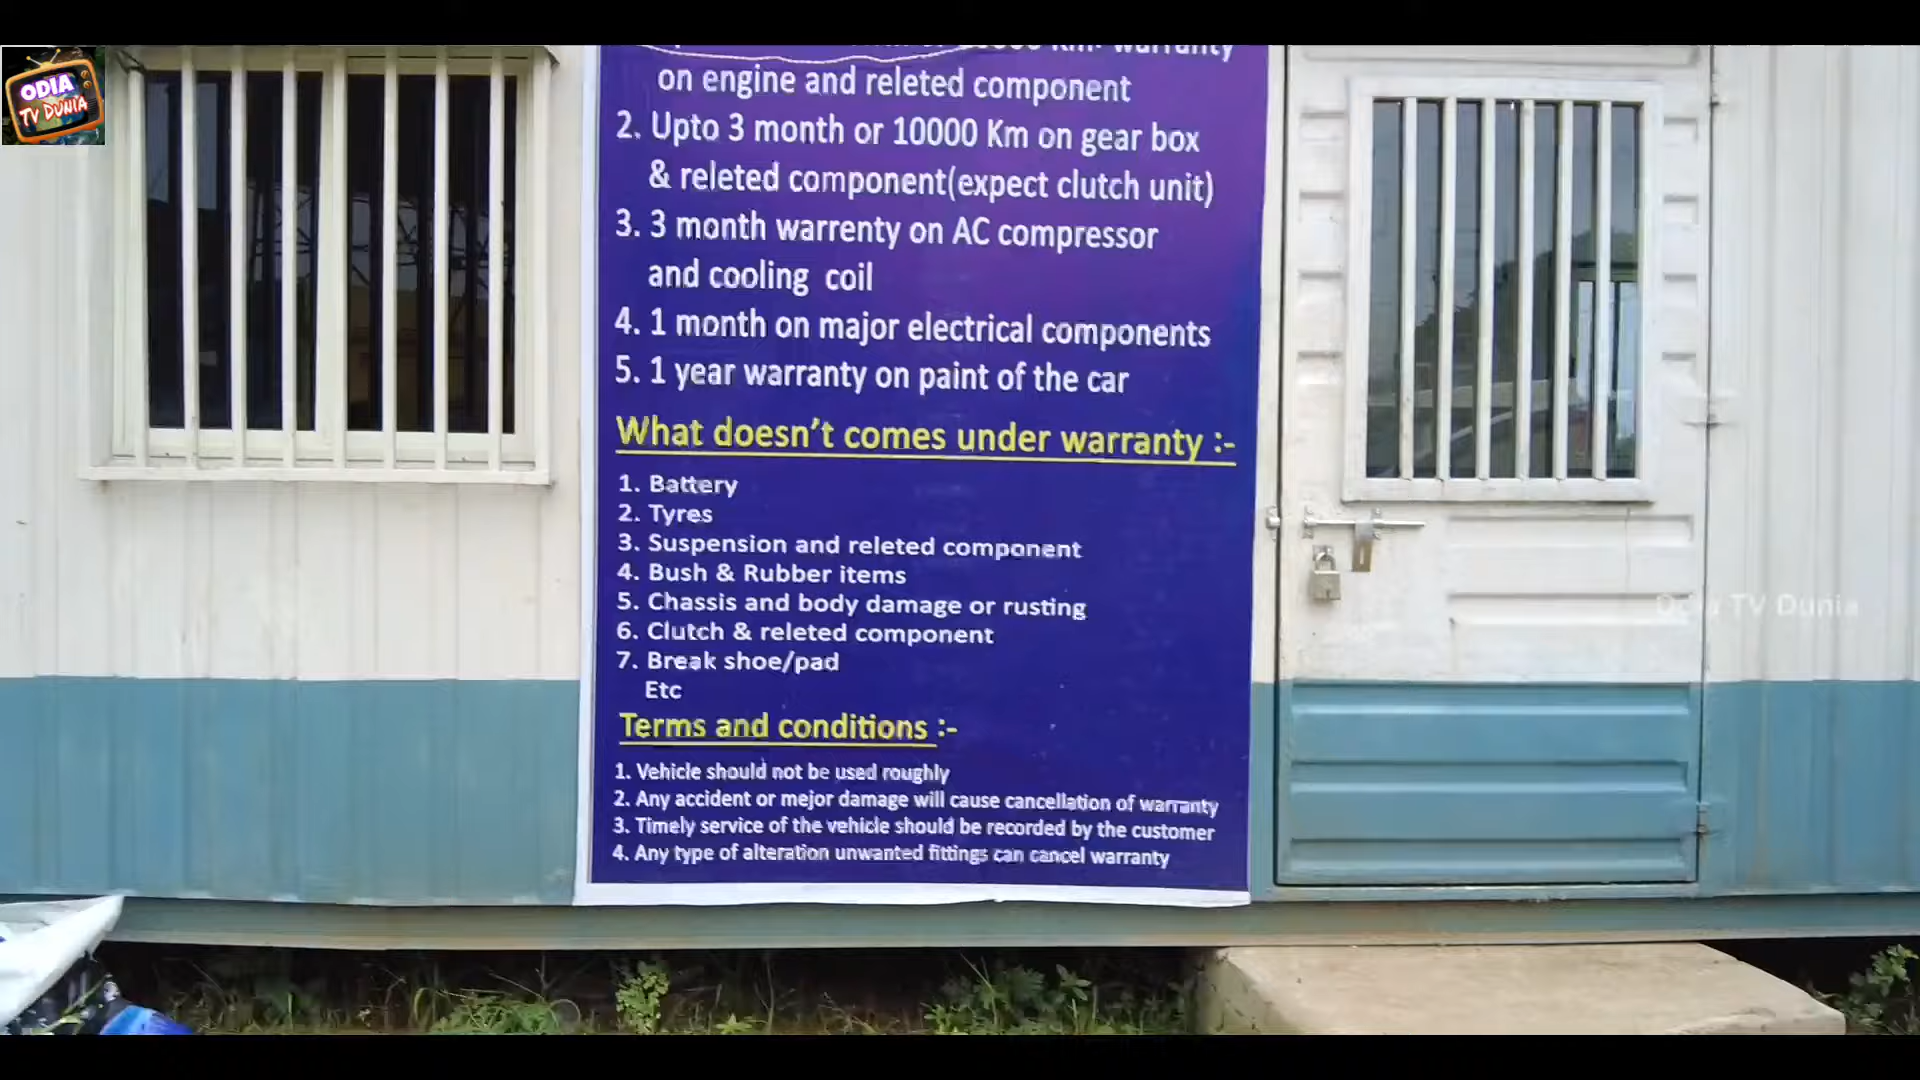 ODIA
TV DUNIA
Km. warranty
on engine and releted component
2. Upto 3 month or 10000 Km on gear box
& releted component(expect clutch unit)
3. 3 month warrenty on AC compressor
and cooling coil
4. 1 month on major electrical components
5. 1 year warranty on paint of the car
What doesn't comes under warranty :-
1. Battery
2. Tyres
3. Suspension and releted component
4. Bush & Rubber items
5. Chassis and body damage or rusting
6. Clutch & releted component
7. Break shoe/pad
Etc
Terms and conditions :-
1. Vehicle should not be used roughly
2. Any accident or mejor damage will cause cancellation of warranty
3. Timely service of the vehicle should be recorded by the customer
4. Any type of alteration unwanted fittings can cancel warranty
Odia TV Dunia